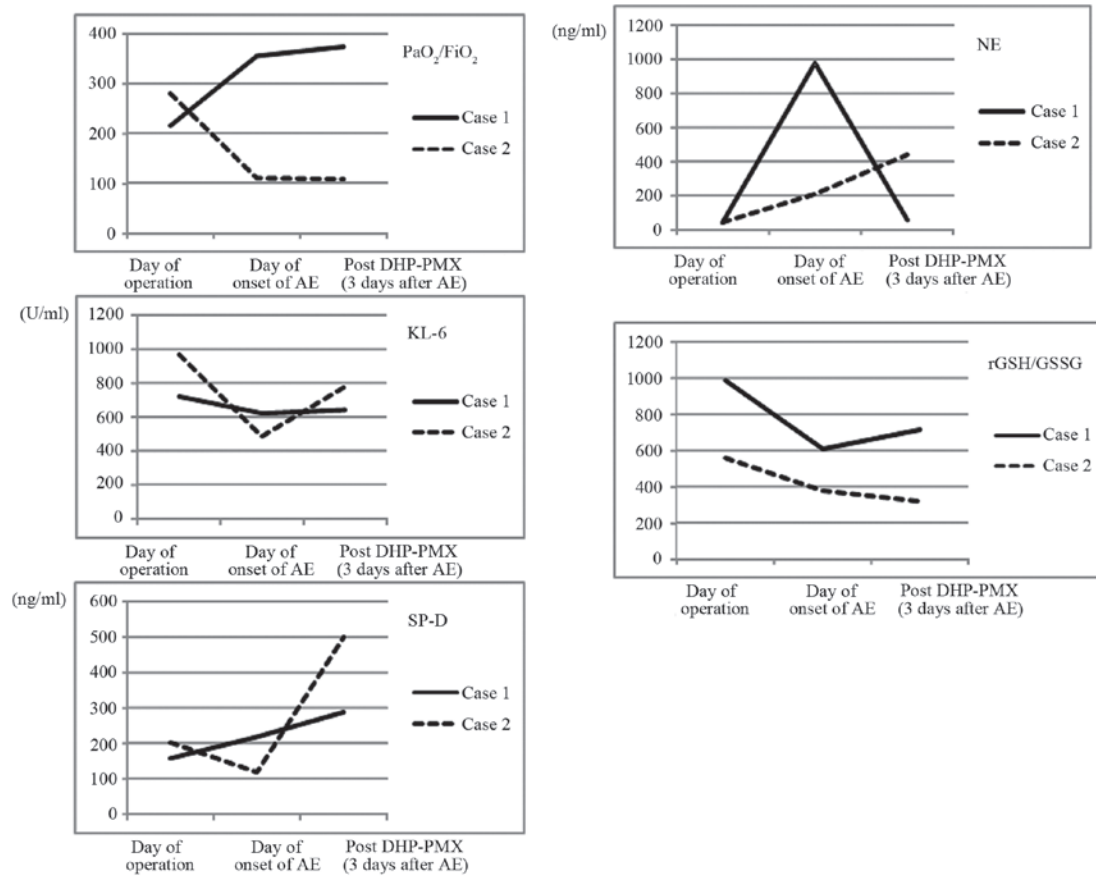 400
300
200
100
0
PaO2/FiO2
Case 1
Case 2
Day of operation
Day of onset of AE
Post DHP-PMX (3 days after AE)
(U/ml)
1200
1000
800
600
400
200
0
KL-6
Case 1
Case 2
Day of operation
Day of onset of AE
Post DHP-PMX (3 days after AE)
(ng/ml)
600
500
400
300
200
100
0
SP-D
Case 1
Case 2
Day of operation
Day of onset of AE
Post DHP-PMX (3 days after AE)
(ng/ml)
1200
1000
800
600
400
200
0
NE
Case 1
Case 2
Day of operation
Day of onset of AE
Post DHP-PMX (3 days after AE)
1200
1000
800
600
400
200
0
rGSH/GSSG
Case 1
Case 2
Day of operation
Day of onset of AE
Post DHP-PMX (3 days after AE)